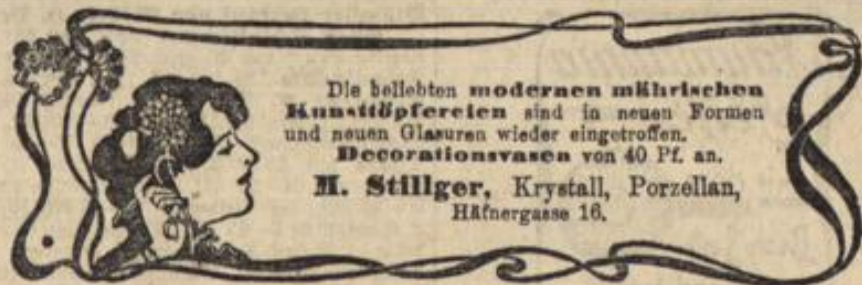 Die beliebten modernen mährischen
Kunsttöpfereien sind in neuen Formen
und neuen Glasuren wieder eingetroffen.
Decorationsvasen von 40 Pf. an.
M. Stillger, Krystall, Porzellan,
Häfnergasse 16.